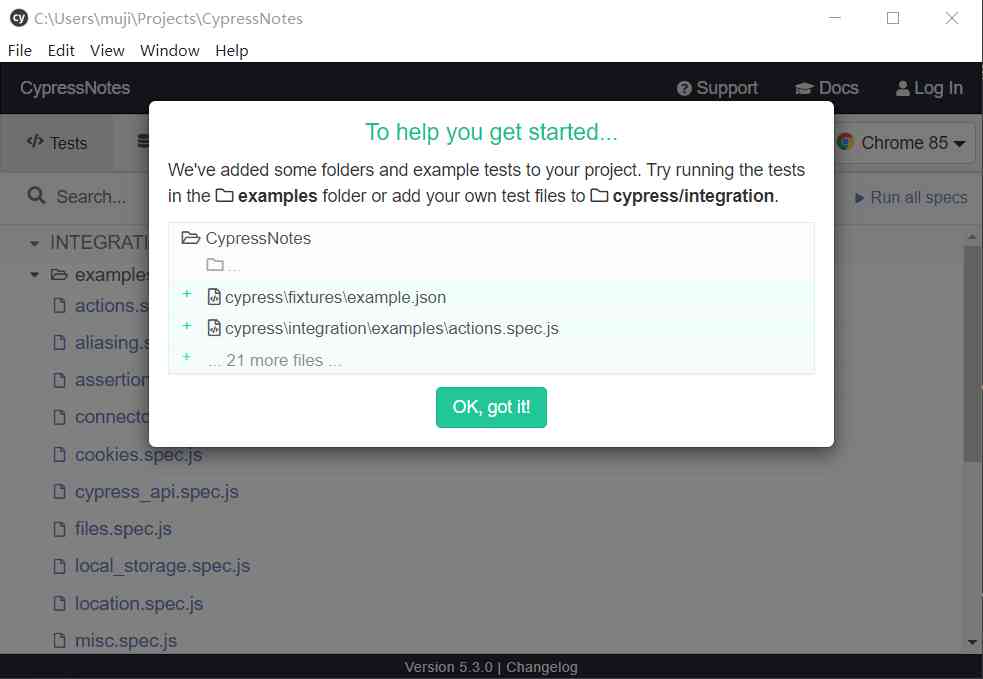 cy C:\Users\muji\Projects\CypressNotes
File Edit View Window Help
CypressNotes Support Docs Log In
Tests Chrome 85
Search... Run all specs
To help you get started...
We've added some folders and example tests to your project. Try running the tests
in the examples folder or add your own test files to cypress/integration.
CypressNotes
...
+ cypress\fixtures\example.json
+ cypress\integration\examples\actions.spec.js
+ ... 21 more files ...
OK, got it!
INTEGRATI
examples
actions.s
aliasing.s
assertion
connecto
cookies.spec.js
cypress_api.spec.js
files.spec.js
local_storage.spec.js
location.spec.js
misc.spec.js
Version 5.3.0 | Changelog